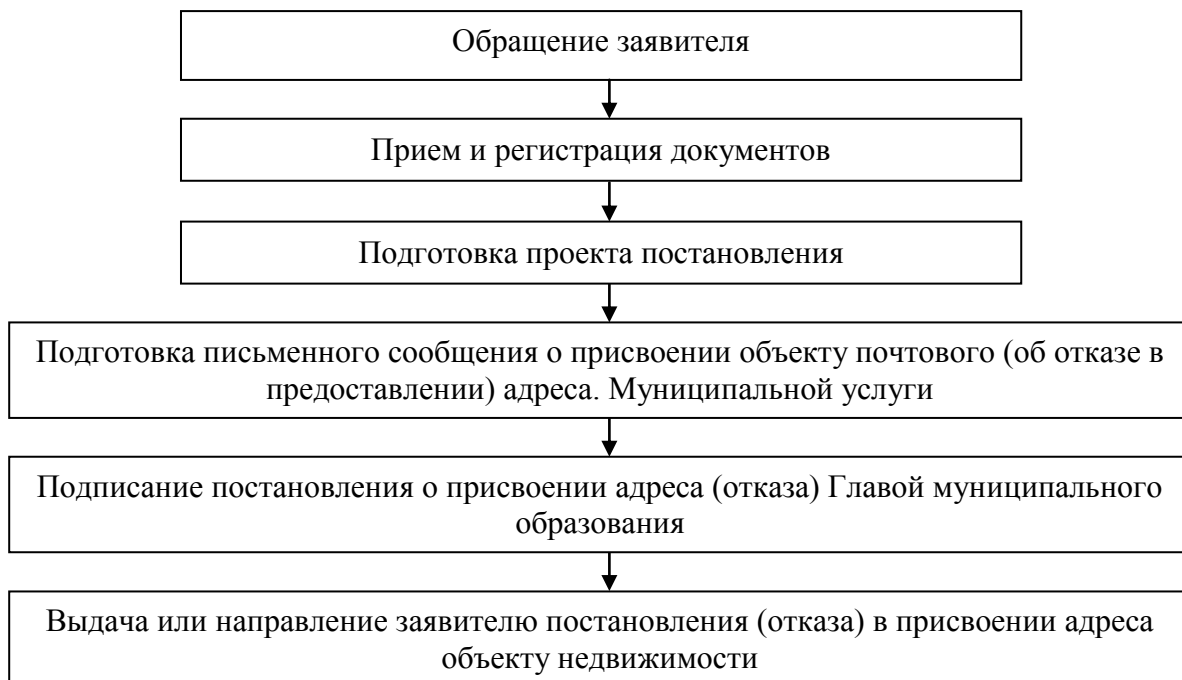 Обращение заявителя
Прием и регистрация документов
Подготовка проекта постановления
Подготовка письменного сообщения о присвоении объекту почтового (об отказе в
предоставлении) адреса. Муниципальной услуги
Подписание постановления о присвоении адреса (отказа) Главой муниципального
образования
Выдача или направление заявителю постановления (отказа) в присвоении адреса
объекту недвижимости